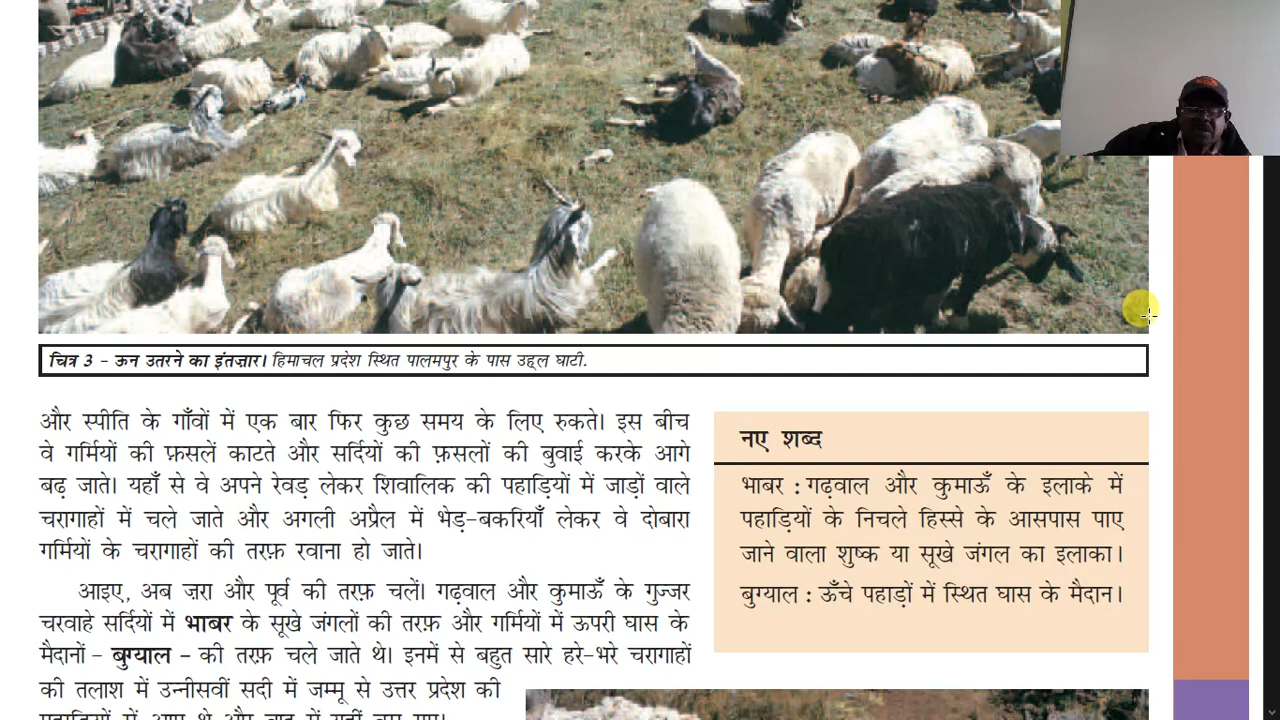 चित्र 3 - ऊन उतरने का इंतज़ार। हिमाचल प्रदेश स्थित पालमपुर के पास उह्ल घाटी.
और स्पीति के गाँवों में एक बार फिर कुछ समय के लिए रुकते। इस बीच
वे गर्मियों की फ़सलें काटते और सर्दियों की फ़सलों की बुवाई करके आगे
बढ़ जाते। यहाँ से वे अपने रेवड़ लेकर शिवालिक की पहाड़ियों में जाड़ों वाले
चरागाहों में चले जाते और अगली अप्रैल में भेड़-बकरियाँ लेकर वे दोबारा
गर्मियों के चरागाहों की तरफ़ रवाना हो जाते।
आइए, अब ज़रा और पूर्व की तरफ़ चलें। गढ़वाल और कुमाऊँ के गुज्जर
चरवाहे सर्दियों में भाबर के सूखे जंगलों की तरफ़ और गर्मियों में ऊपरी घास के
मैदानों - बुग्याल - की तरफ़ चले जाते थे। इनमें से बहुत सारे हरे-भरे चरागाहों
की तलाश में उन्नीसवीं सदी में जम्मू से उत्तर प्रदेश की
नए शब्द
भाबर : गढ़वाल और कुमाऊँ के इलाके में
पहाड़ियों के निचले हिस्से के आसपास पाए
जाने वाला शुष्क या सूखे जंगल का इलाका।
बुग्याल : ऊँचे पहाड़ों में स्थित घास के मैदान।